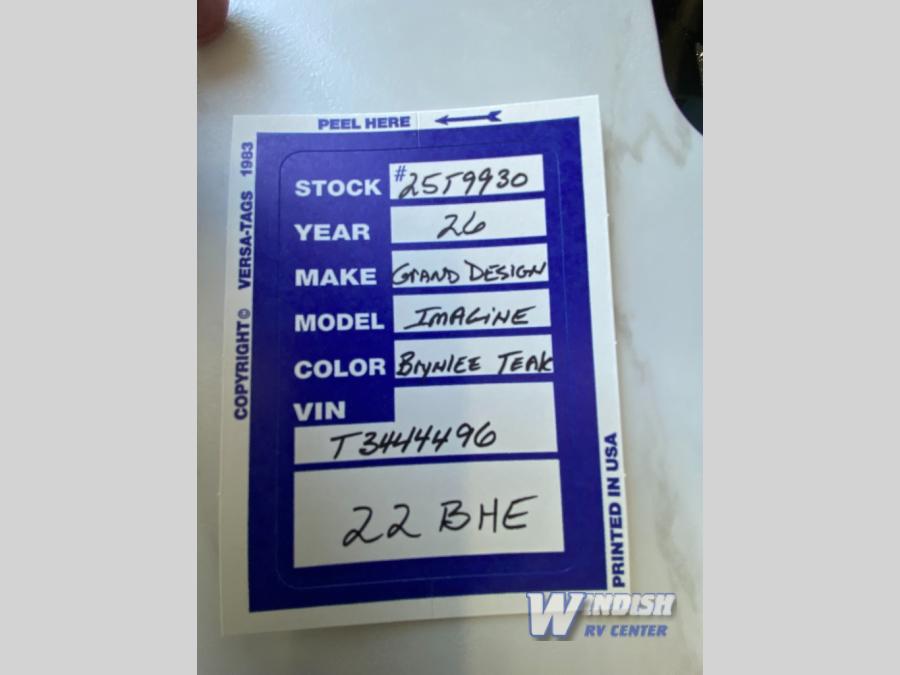 PEEL HERE
COPYRIGHT © VERSA-TAGS 1983
STOCK #25T9930
YEAR 26
MAKE GRAND DESIGN
MODEL IMAGINE
COLOR BRYNLEE TEAK
VIN
T3444496
22 BHE
PRINTED IN USA
WINDISH
RV CENTER